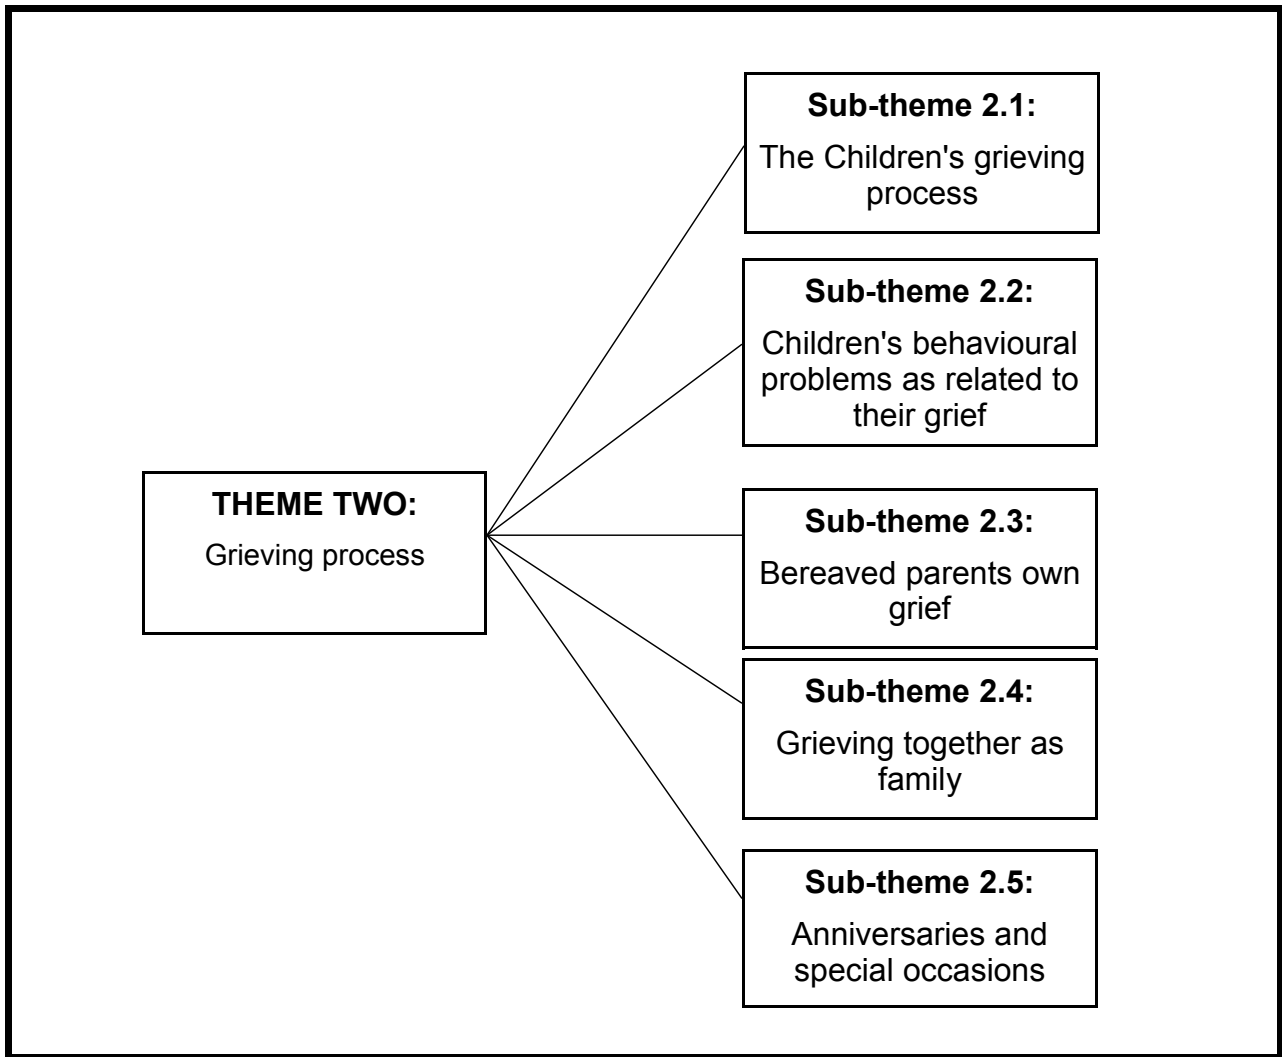 Sub-theme 2.1:
The Children's grieving
process
Sub-theme 2.2:
Children's behavioural
problems as related to
their grief
THEME TWO:
Grieving process
Sub-theme 2.3:
Bereaved parents own
grief
Sub-theme 2.4:
Grieving together as
family
Sub-theme 2.5:
Anniversaries and
special occasions